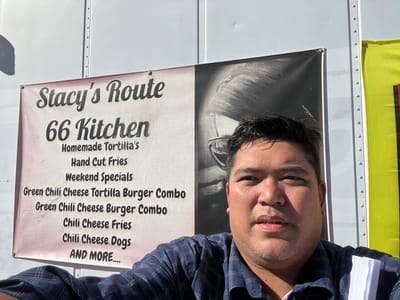 Stacy's Route
66 Kitchen
Homemade Tortilla's
Hand Cut Fries
Weekend Specials
Green Chili Cheese Tortilla Burger Combo
Green Chili Cheese Burger Combo
Chili Cheese Fries
Chili Cheese Dogs
AND MORE...